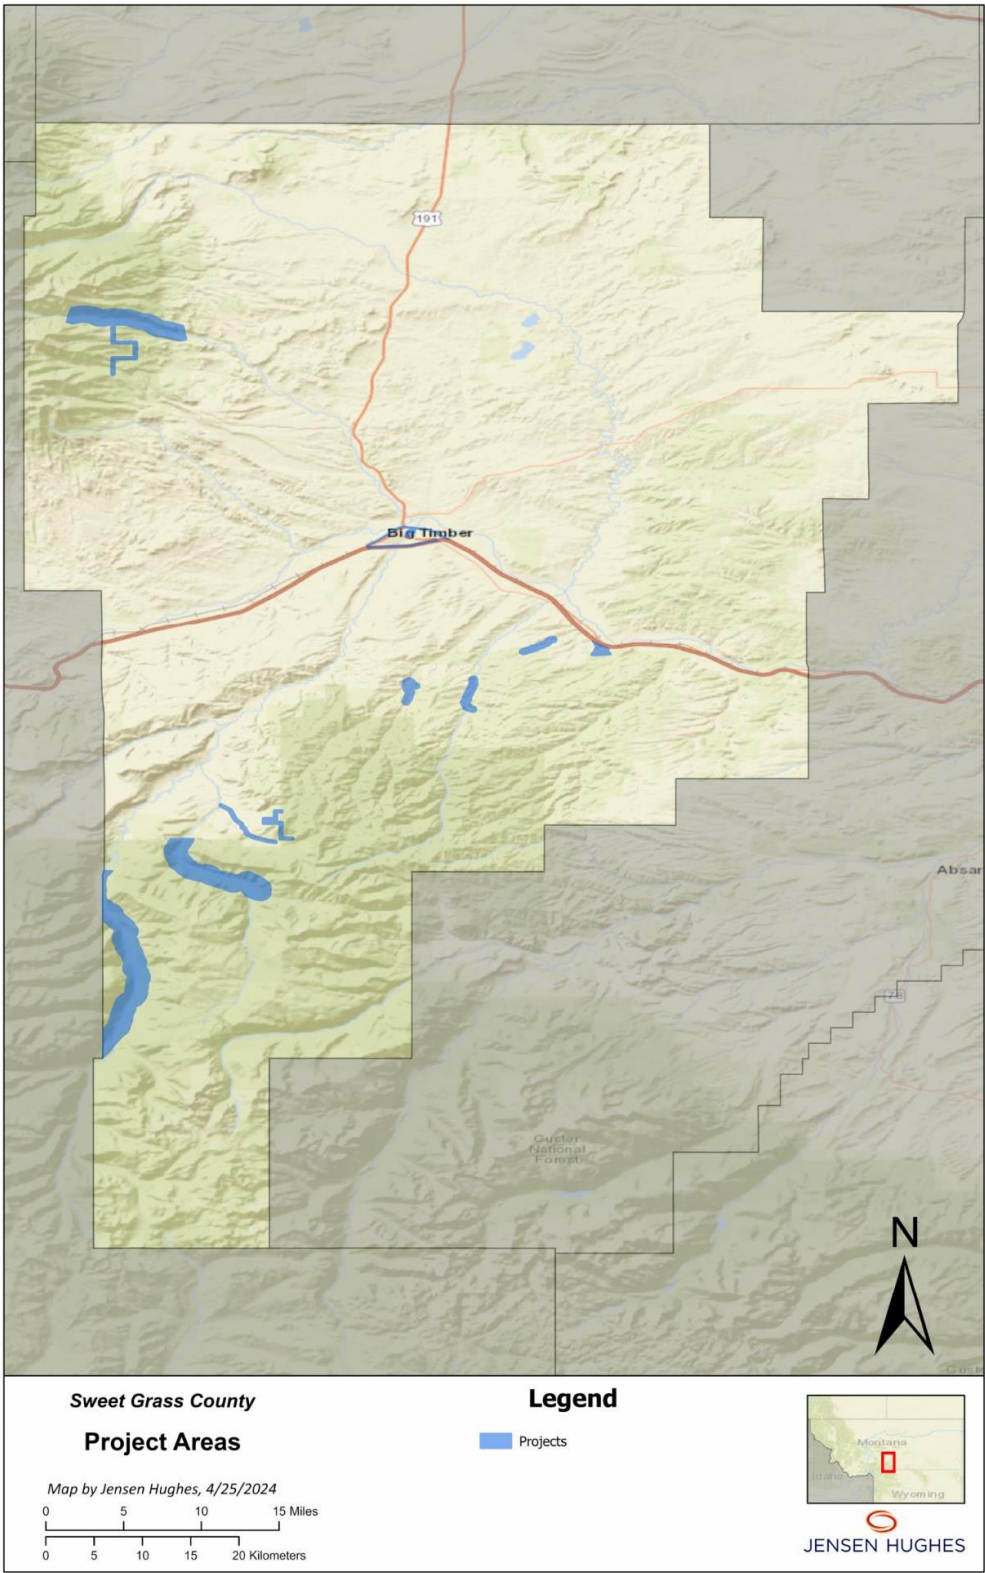 191
Big Timber
Absar
78
Custer
National
Forest
N
Sweet Grass County
Project Areas
Map by Jensen Hughes, 4/25/2024
0 5 10 15 Miles
0 5 10 15 20 Kilometers
Legend
Projects
Montana
Idaho
Wyoming
JENSEN HUGHES